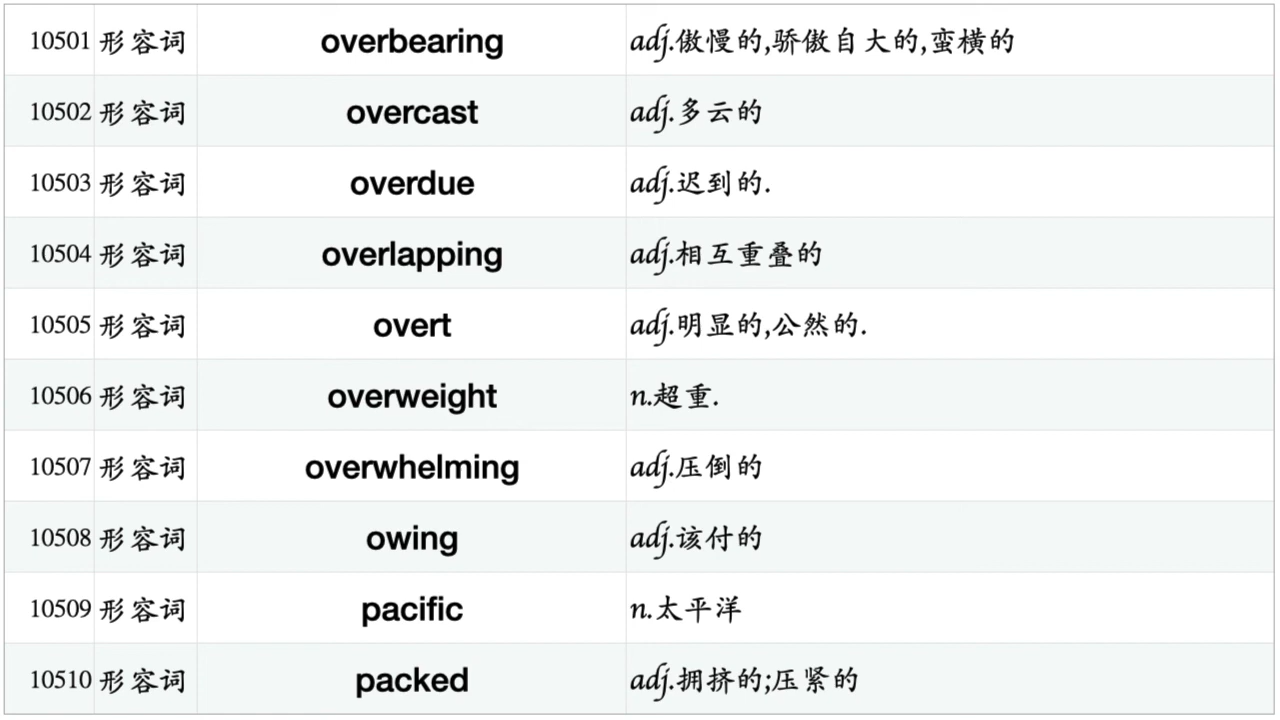 10501 形容词 overbearing adj.傲慢的,骄傲自大的,蛮横的
10502 形容词 overcast adj.多云的
10503 形容词 overdue adj.迟到的.
10504 形容词 overlapping adj.相互重叠的
10505 形容词 overt adj.明显的,公然的.
10506 形容词 overweight n.超重.
10507 形容词 overwhelming adj.压倒的
10508 形容词 owing adj.该付的
10509 形容词 pacific n.太平洋
10510 形容词 packed adj.拥挤的;压紧的